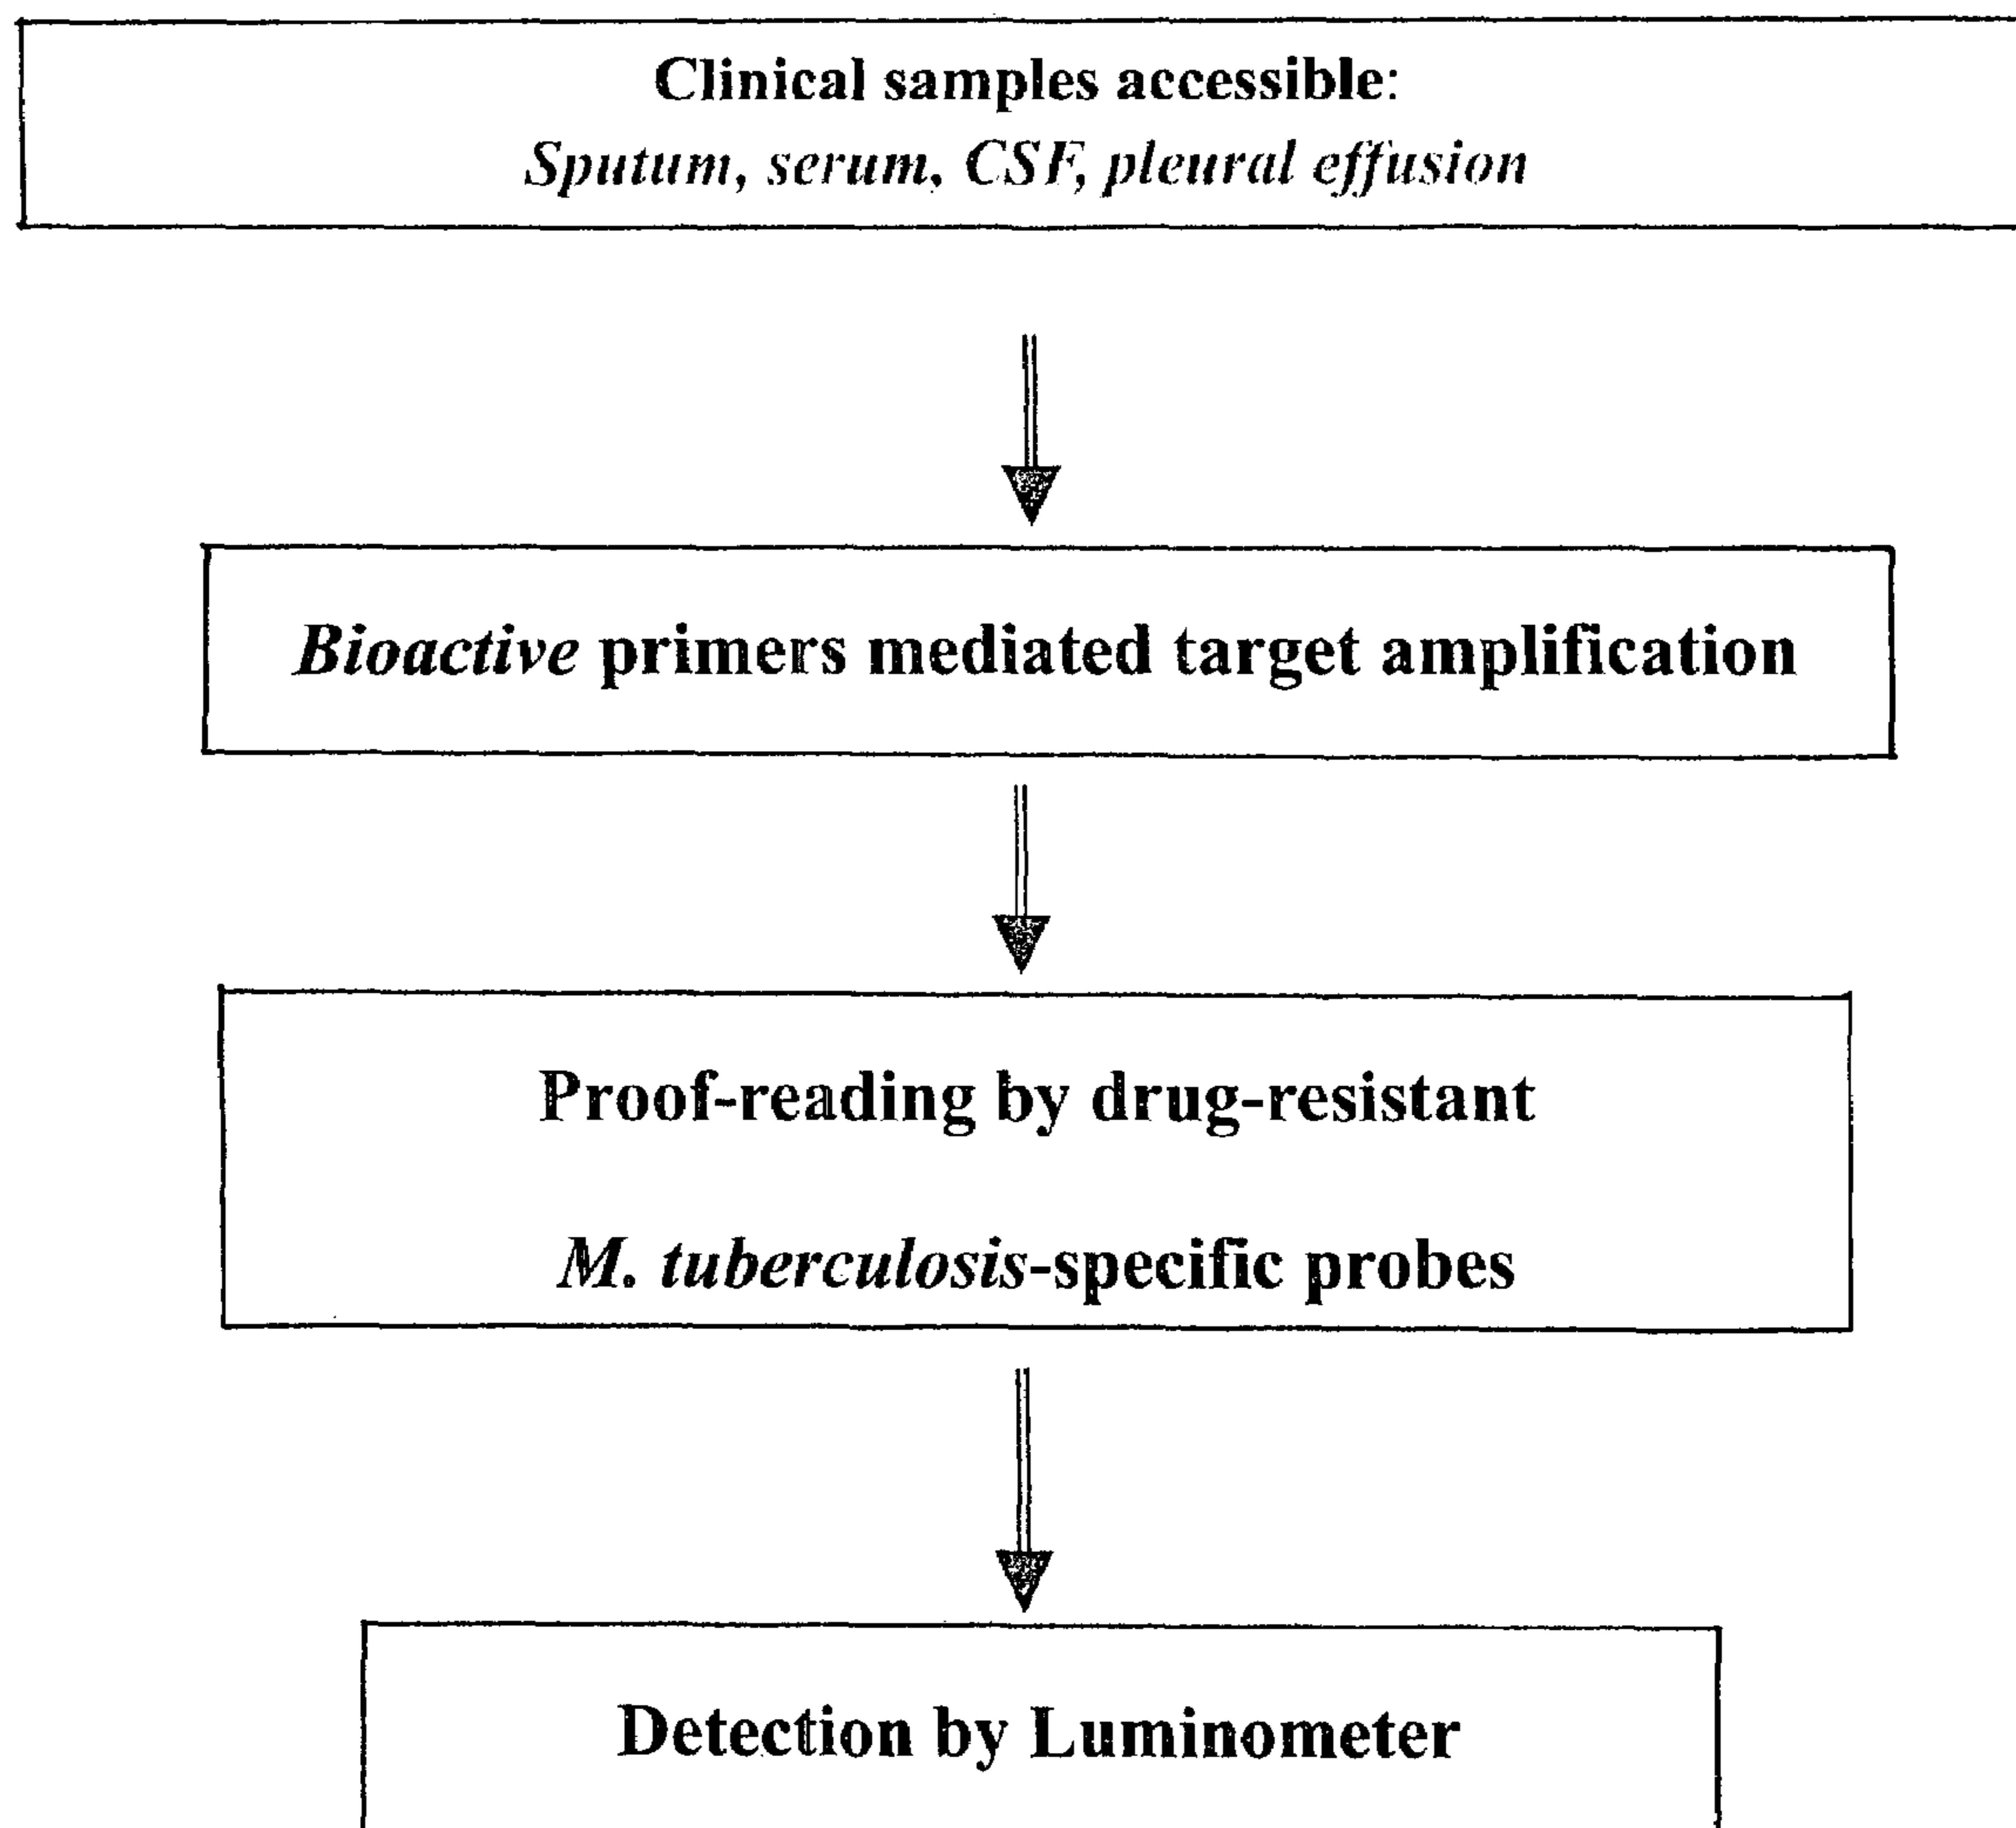 Clinical samples accessible:
Sputum, serum, CSF, pleural effusion
Bioactive primers mediated target amplification
Proof-reading by drug-resistant
M. tuberculosis-specific probes
Detection by Luminometer